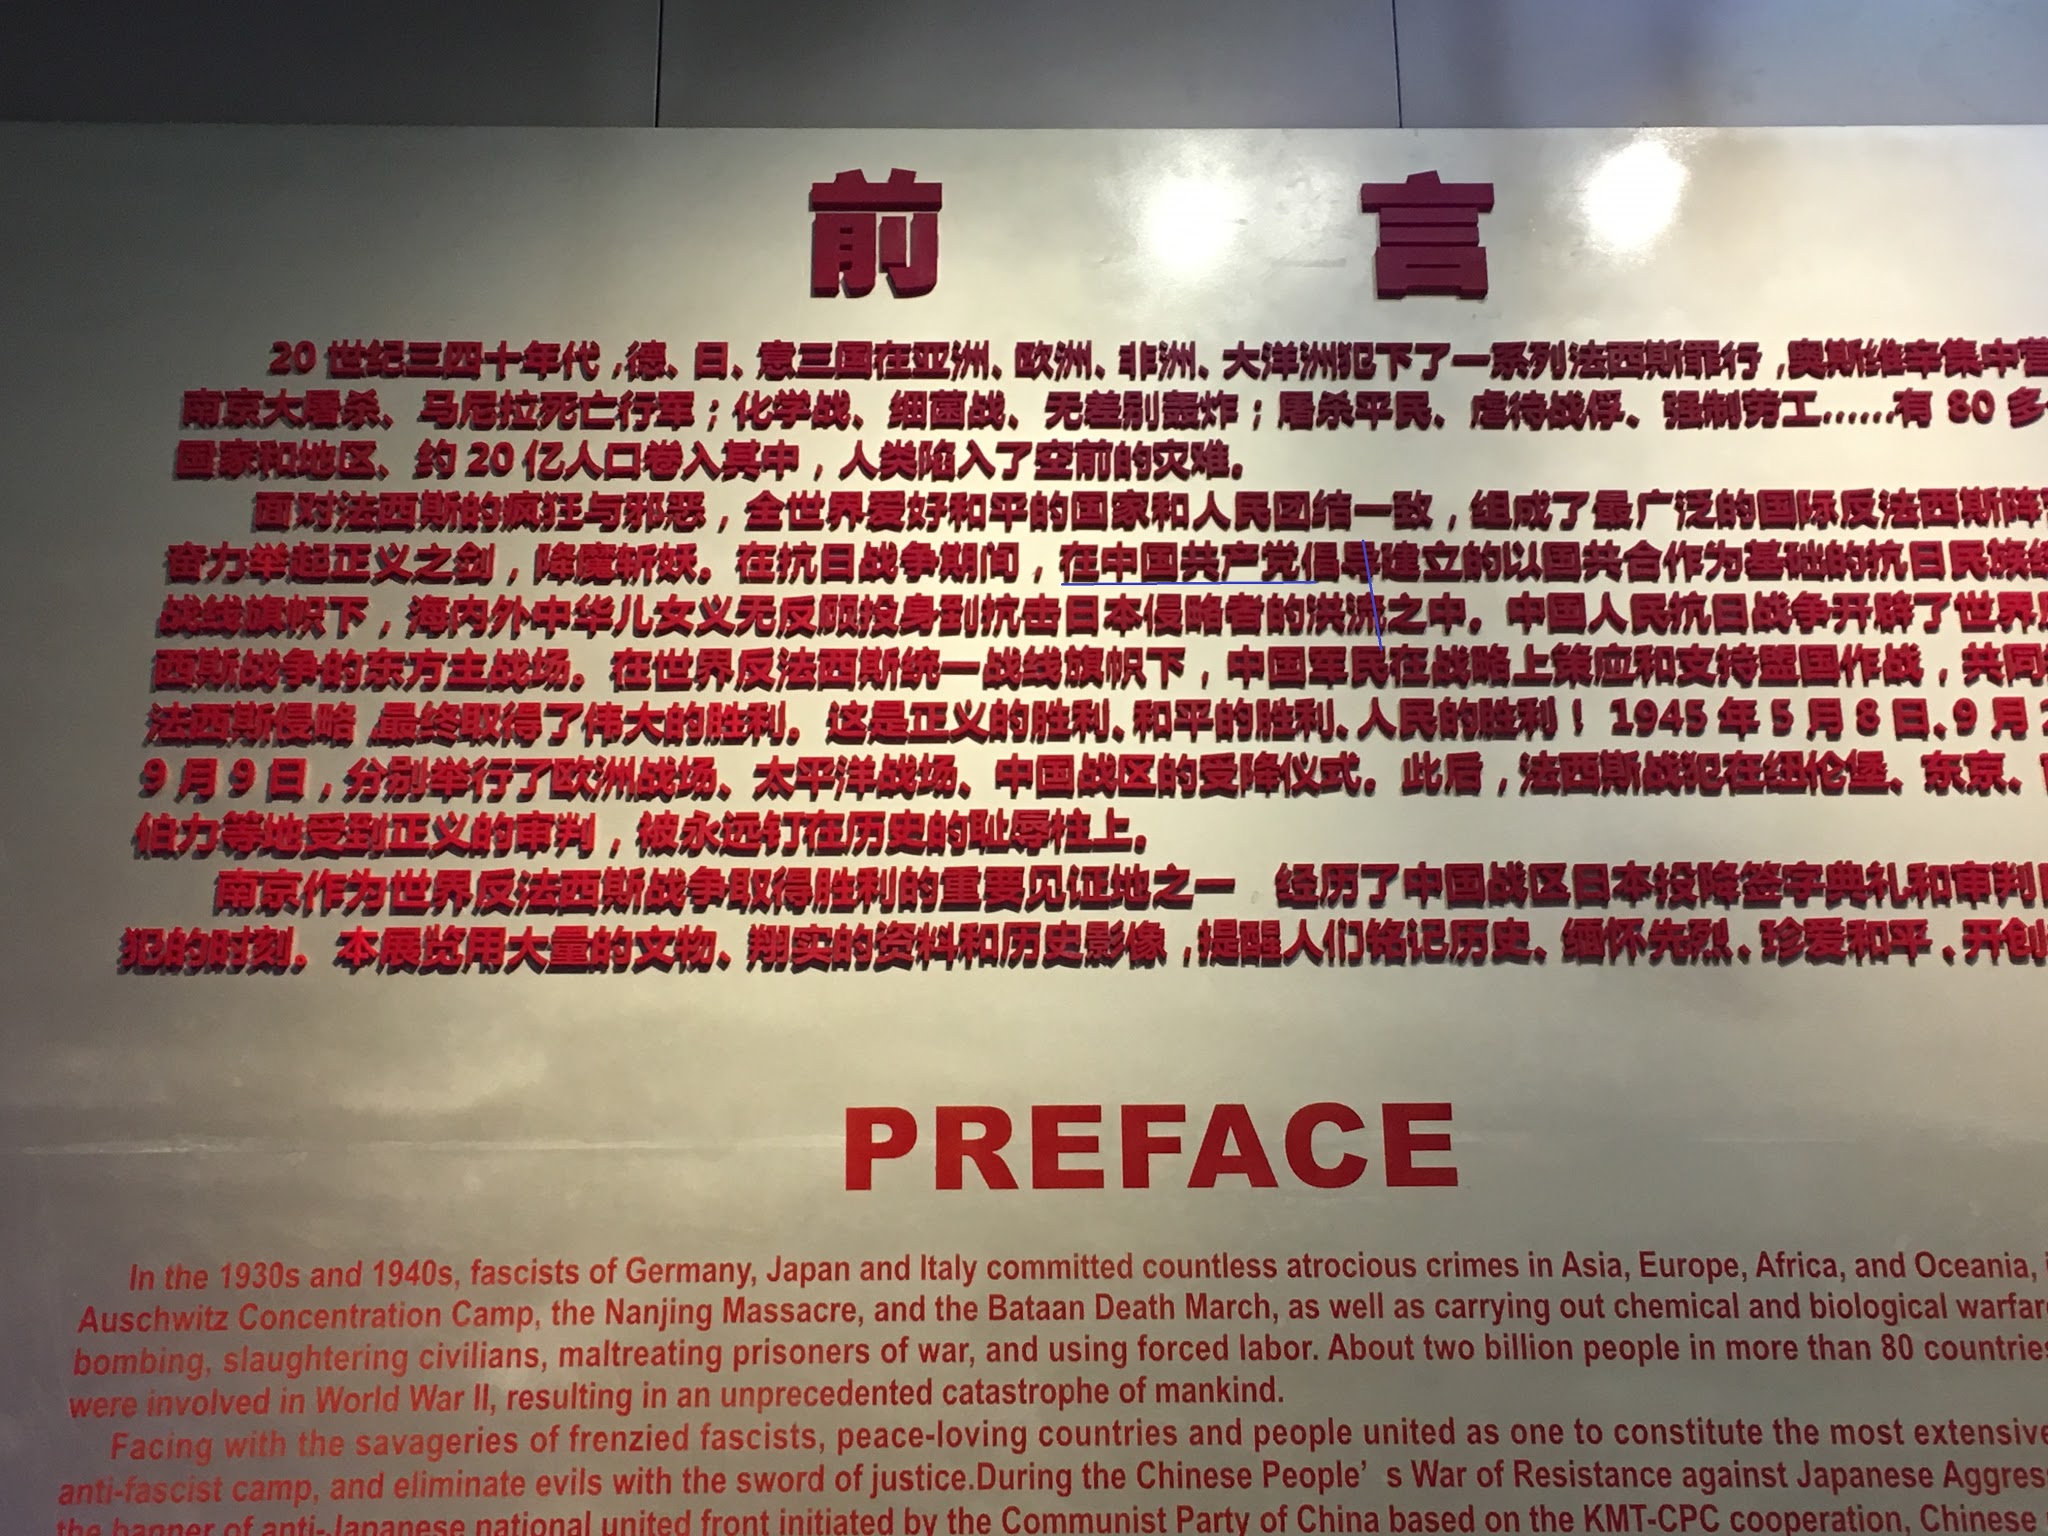 前 言
20世纪三四十年代,德、日、意三国在亚洲、欧洲、非洲、大洋洲犯下了一系列法西斯罪行,奥斯维辛集中营
南京大屠杀、马尼拉死亡行军;化学战、细菌战、无差别轰炸;屠杀平民、虐待战俘、强制劳工……有80多
国家和地区、约20亿人口卷入其中,人类陷入了空前的灾难。
面对法西斯的疯狂与邪恶,全世界爱好和平的国家和人民团结一致,组成了最广泛的国际反法西斯阵
奋力举起正义之剑,降魔斩妖。在抗日战争期间,在中国共产党倡导建立的以国共合作为基础的抗日民族统
战线旗帜下,海内外中华儿女义无反顾投身到抗击日本侵略者的洪流之中。中国人民抗日战争开辟了世界
西斯战争的东方主战场。在世界反法西斯统一战线旗帜下,中国军民在战略上策应和支持盟国作战,共同
法西斯侵略 最终取得了伟大的胜利。这是正义的胜利、和平的胜利、人民的胜利!1945年5月8日、9月2
9月9日,分别举行了欧洲战场、太平洋战场、中国战区的受降仪式。此后,法西斯战犯在纽伦堡、东京、
伯力等地受到正义的审判,被永远钉在历史的耻辱柱上。
南京作为世界反法西斯战争取得胜利的重要见证地之一 经历了中国战区日本投降签字典礼和审判
犯的时刻。本展览用大量的文物、翔实的资料和历史影像,提醒人们铭记历史、缅怀先烈、珍爱和平、开创
PREFACE
In the 1930s and 1940s, fascists of Germany, Japan and Italy committed countless atrocious crimes in Asia, Europe, Africa, and Oceania,
Auschwitz Concentration Camp, the Nanjing Massacre, and the Bataan Death March, as well as carrying out chemical and biological warfare
bombing, slaughtering civilians, maltreating prisoners of war, and using forced labor. About two billion people in more than 80 countries
were involved in World War II, resulting in an unprecedented catastrophe of mankind.
Facing with the savageries of frenzied fascists, peace-loving countries and people united as one to constitute the most extensive
anti-fascist camp, and eliminate evils with the sword of justice.During the Chinese People's War of Resistance against Japanese Aggres
the banner of anti-Japanese national united front initiated by the Communist Party of China based on the KMT-CPC cooperation, Chinese